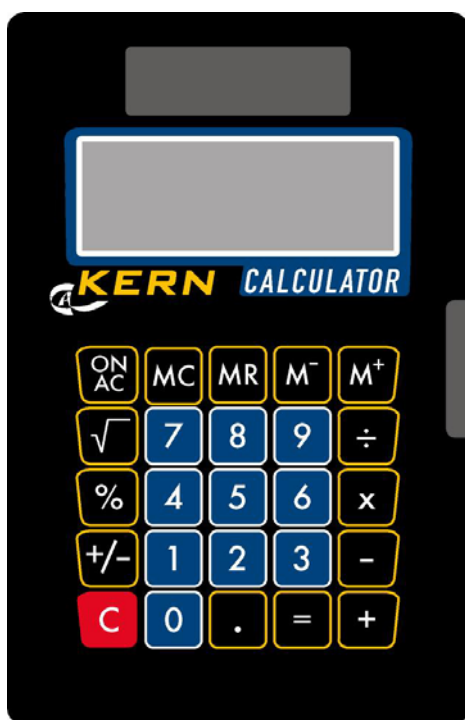 KERN CALCULATOR
ON AC MC MR M⁻ M⁺
√ 7 8 9 ÷
% 4 5 6 x
+/- 1 2 3 -
C 0 . = +